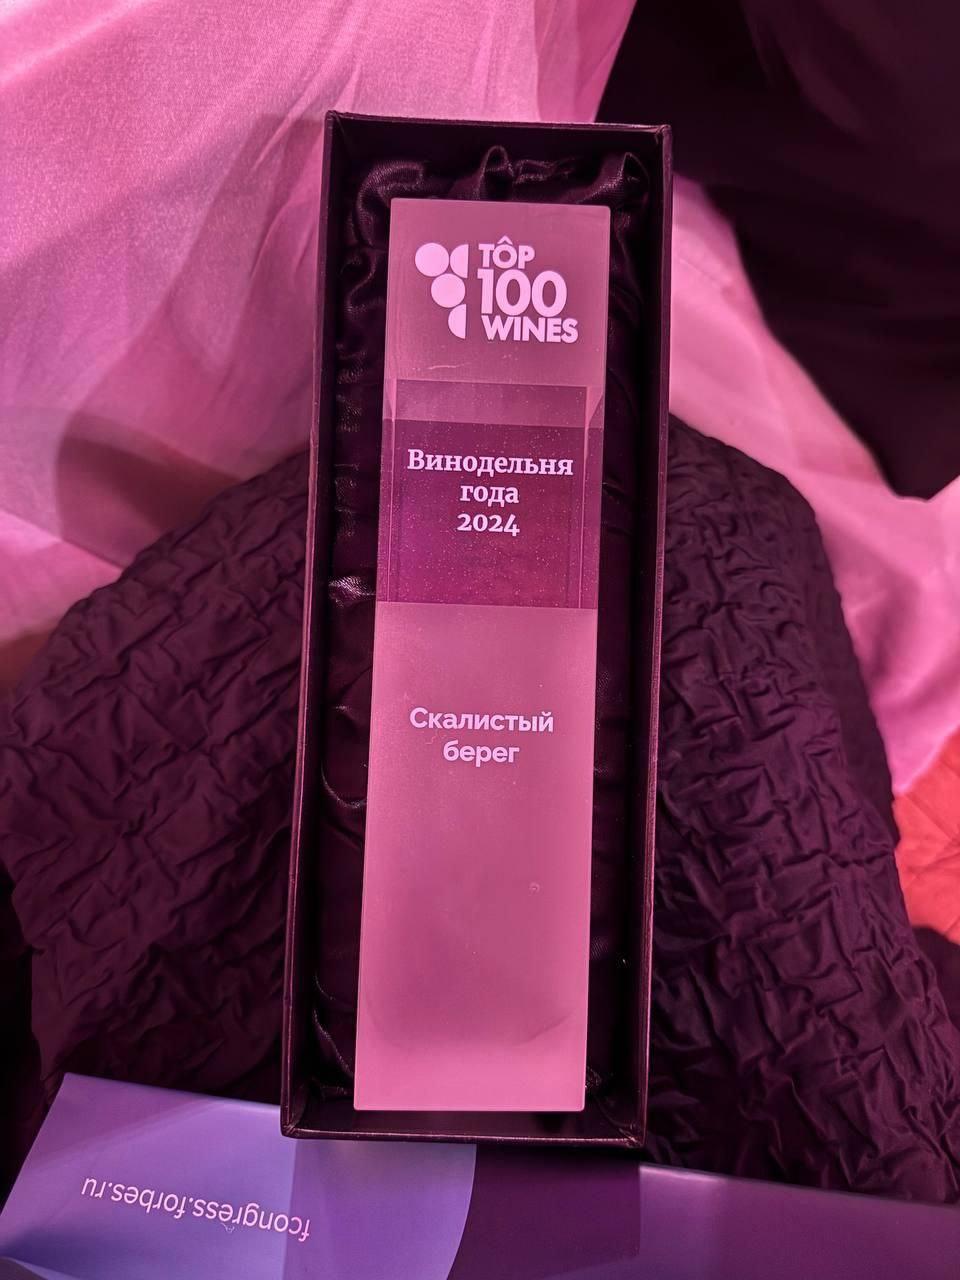 TÔP
100
WINES
Винодельня
года
2024
Скалистый
берег
fcongress.forbes.ru